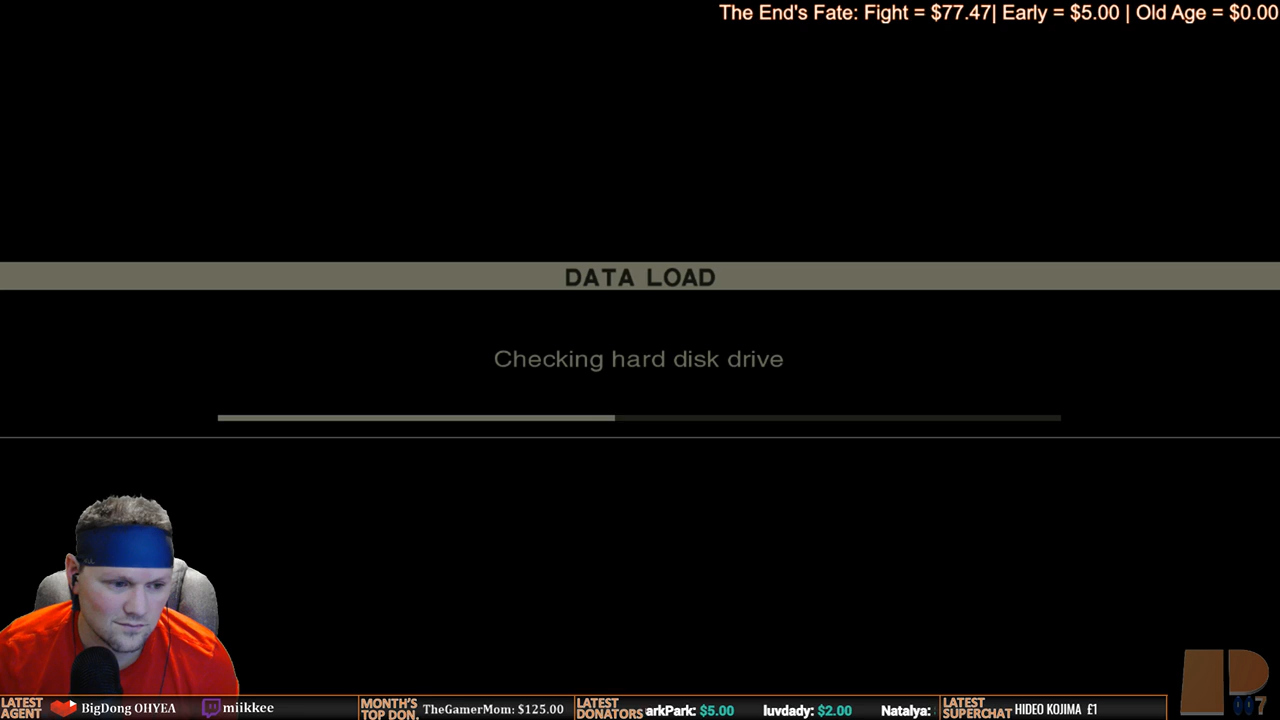 The End's Fate: Fight = $77.47| Early = $5.00 | Old Age = $0.00
DATA LOAD
Checking hard disk drive
LATEST AGENT BigDong OHYEA miikkee
MONTH'S TOP DON. TheGamerMom: $125.00
LATEST DONATORS arkPark: $5.00 luvdady: $2.00 Natalya:
LATEST SUPERCHAT HIDEO KOJIMA £1